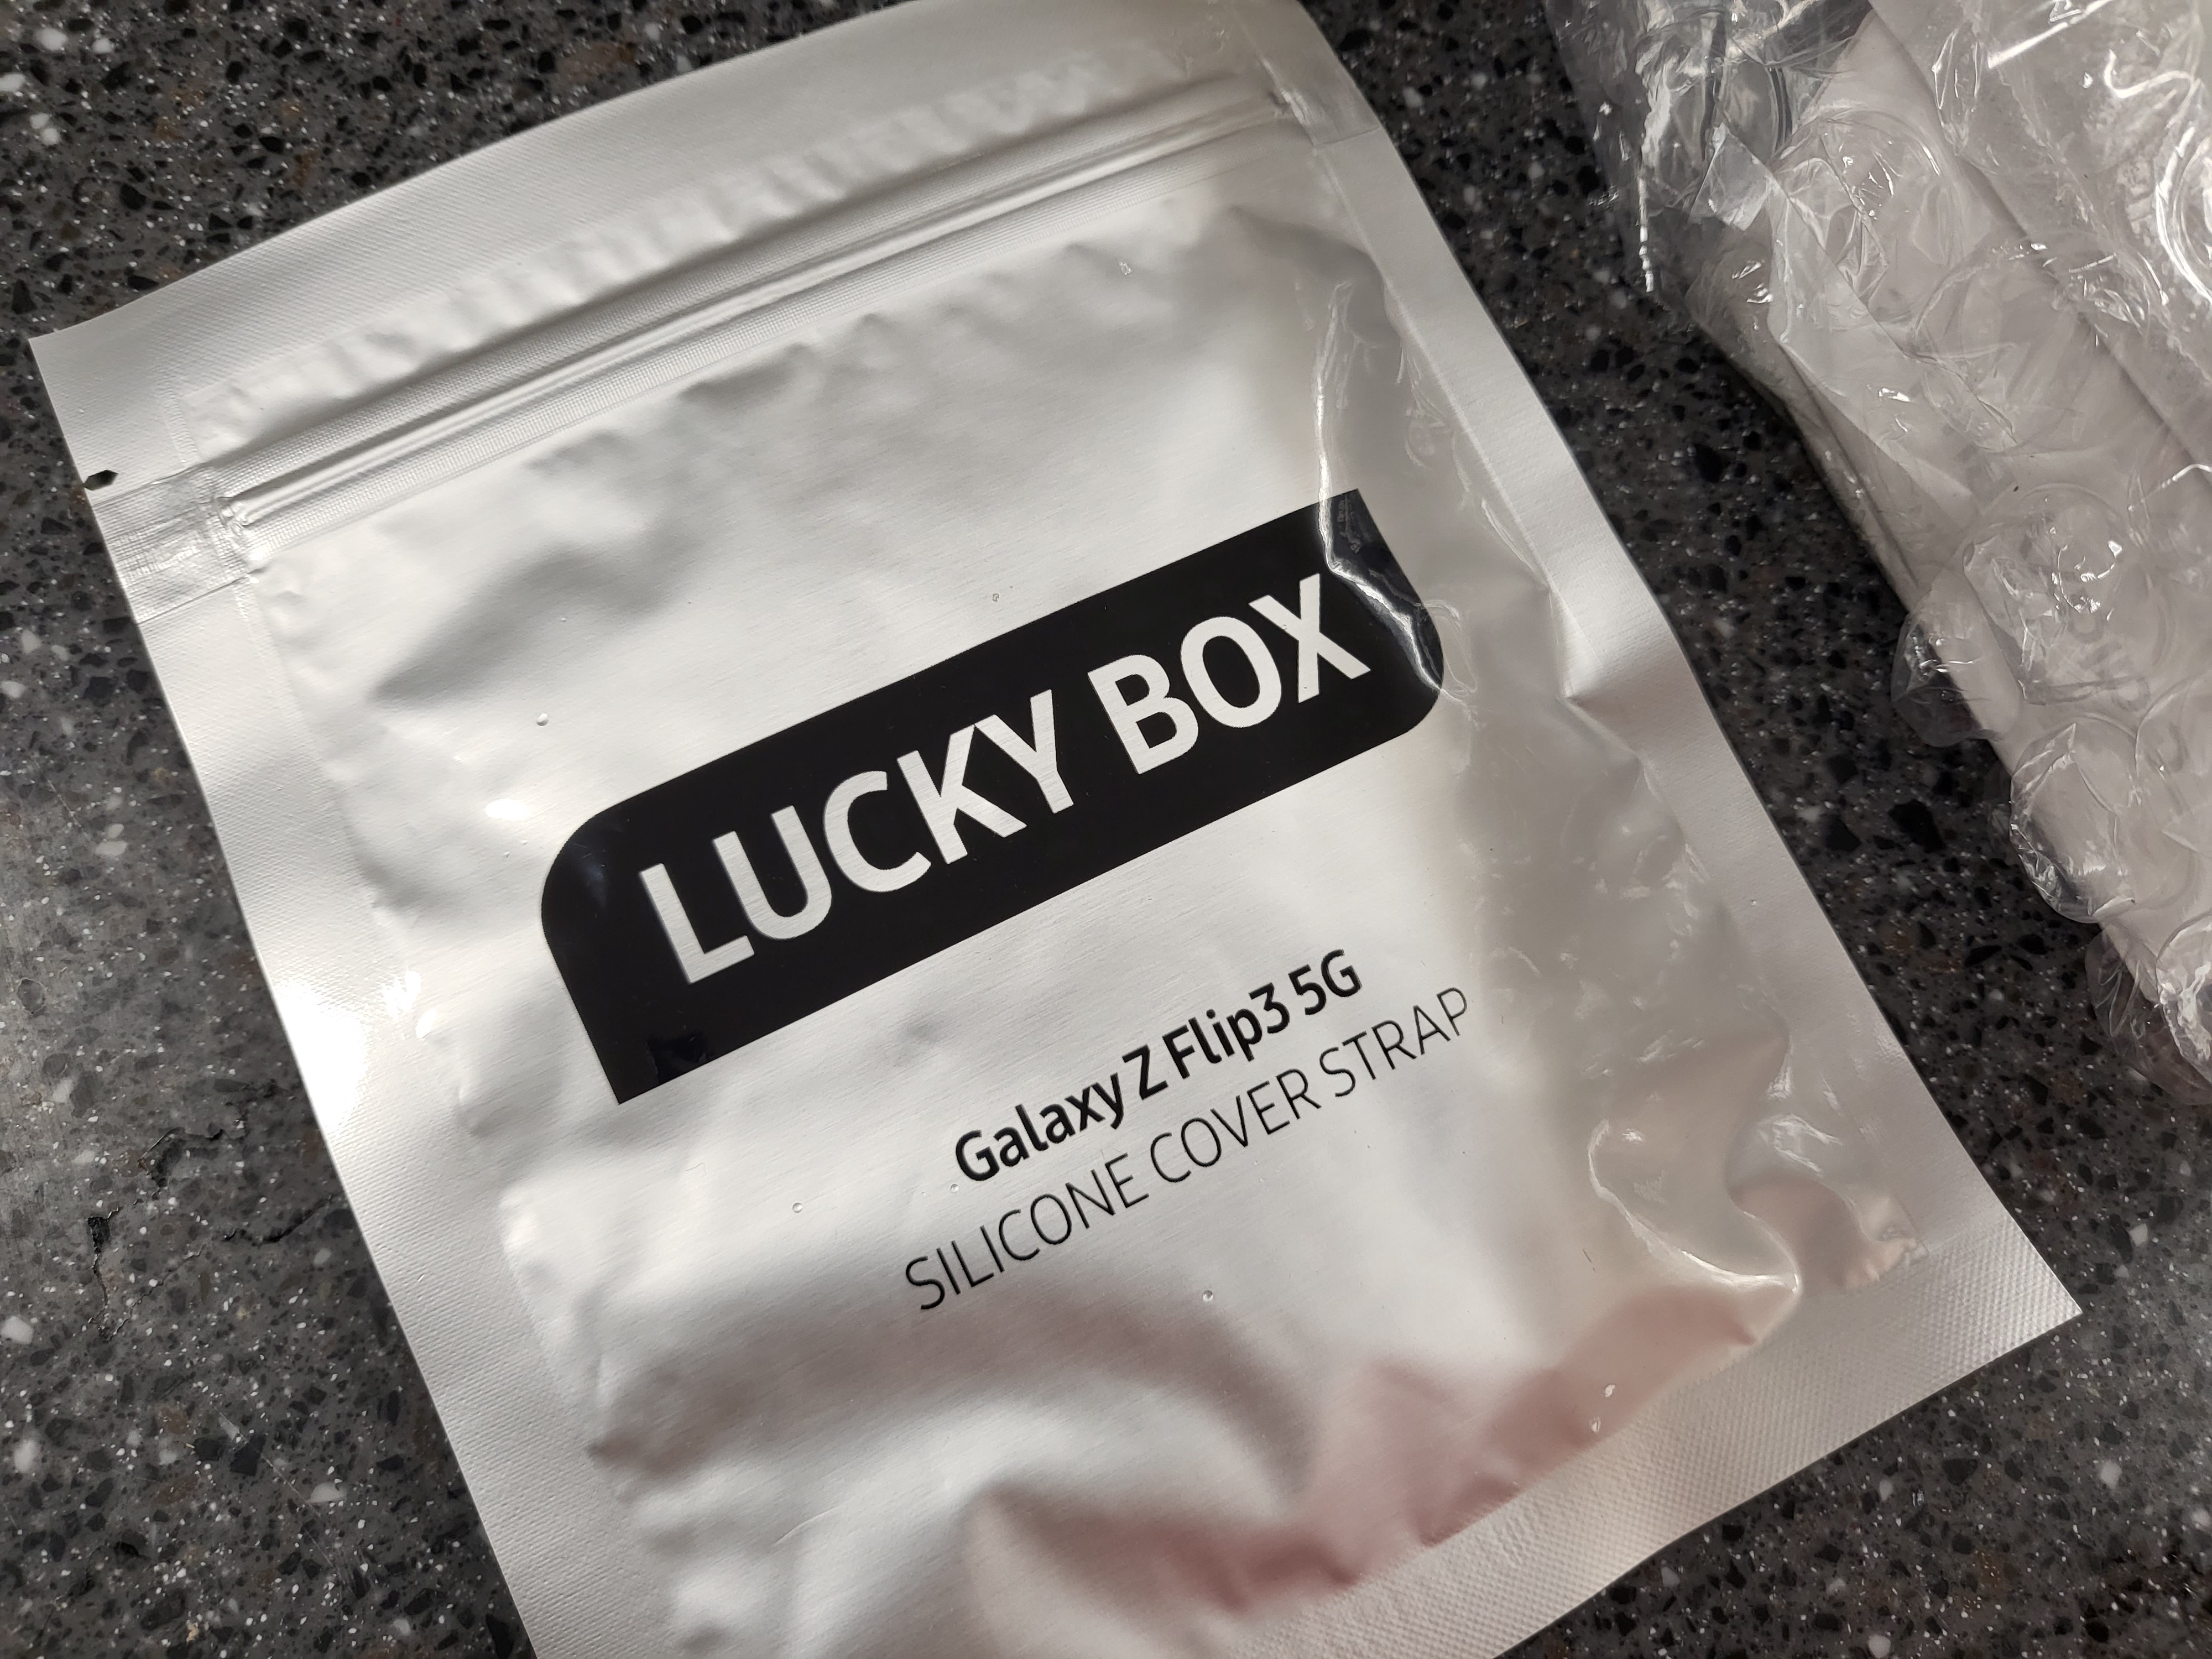 LUCKY BOX
Galaxy Z Flip3 5G
SILICONE COVER STRAP